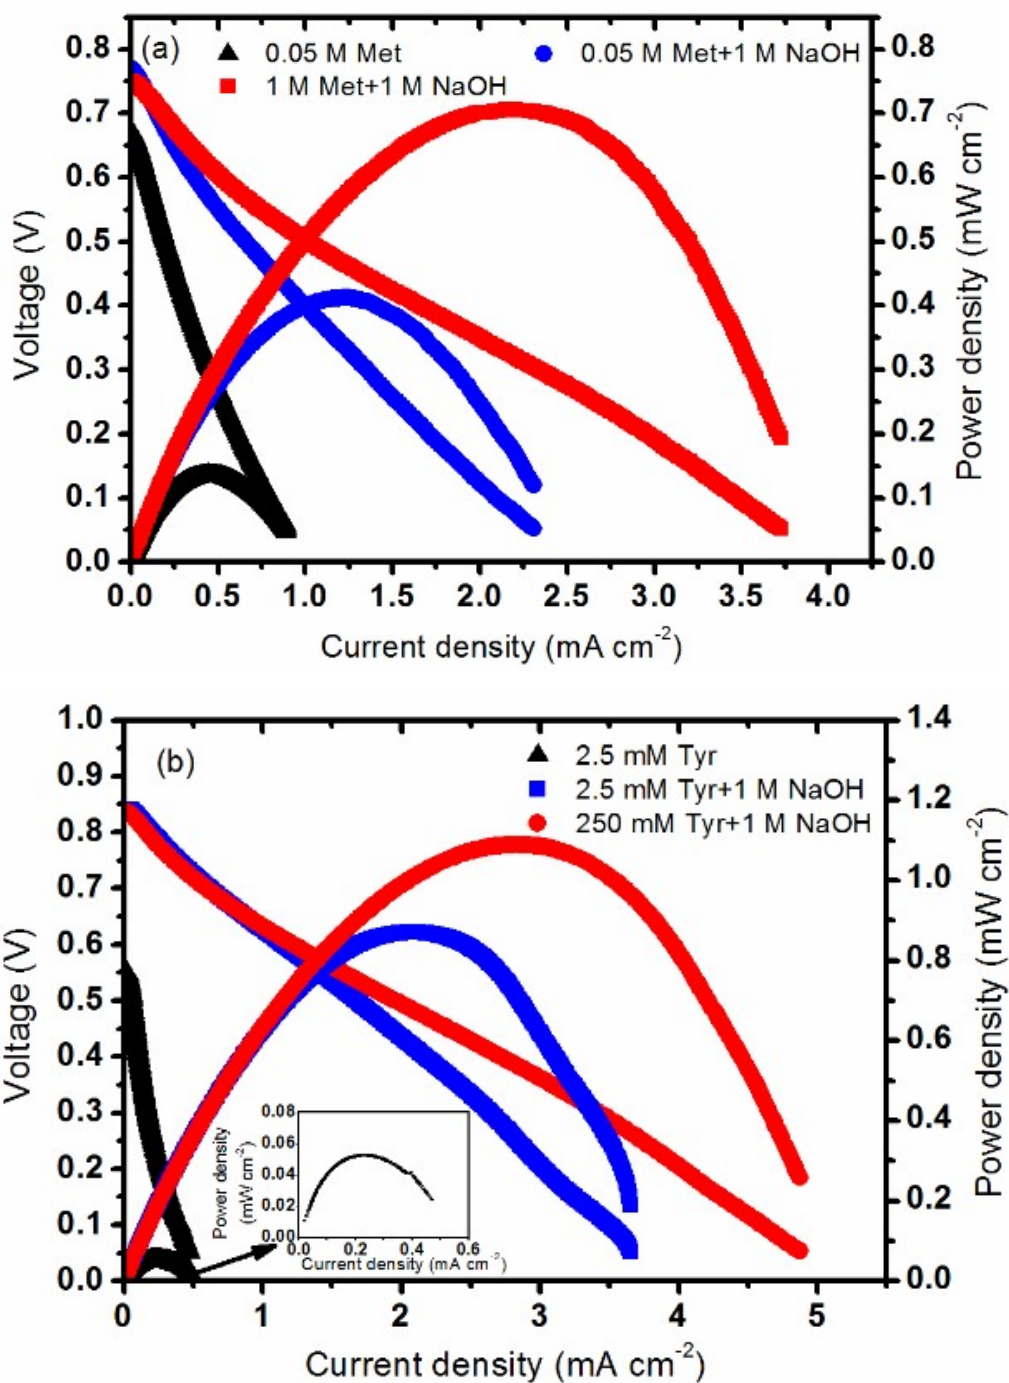 (a)
0.05 M Met
0.05 M Met+1 M NaOH
1 M Met+1 M NaOH
0.8
0.7
0.6
0.5
0.4
0.3
0.2
0.1
0.0
Voltage (V)
0.8
0.7
0.6
0.5
0.4
0.3
0.2
0.1
0.0
Power density (mW cm⁻²)
0.0 0.5 1.0 1.5 2.0 2.5 3.0 3.5 4.0
Current density (mA cm⁻²)
(b)
2.5 mM Tyr
2.5 mM Tyr+1 M NaOH
250 mM Tyr+1 M NaOH
1.0
0.9
0.8
0.7
0.6
0.5
0.4
0.3
0.2
0.1
0.0
Voltage (V)
1.4
1.2
1.0
0.8
0.6
0.4
0.2
0.0
Power density (mW cm⁻²)
0.08
0.06
0.04
0.02
0.00
Power density
(mW cm⁻²)
0.0 0.2 0.4 0.6
Current density (mA cm⁻²)
0 1 2 3 4 5
Current density (mA cm⁻²)